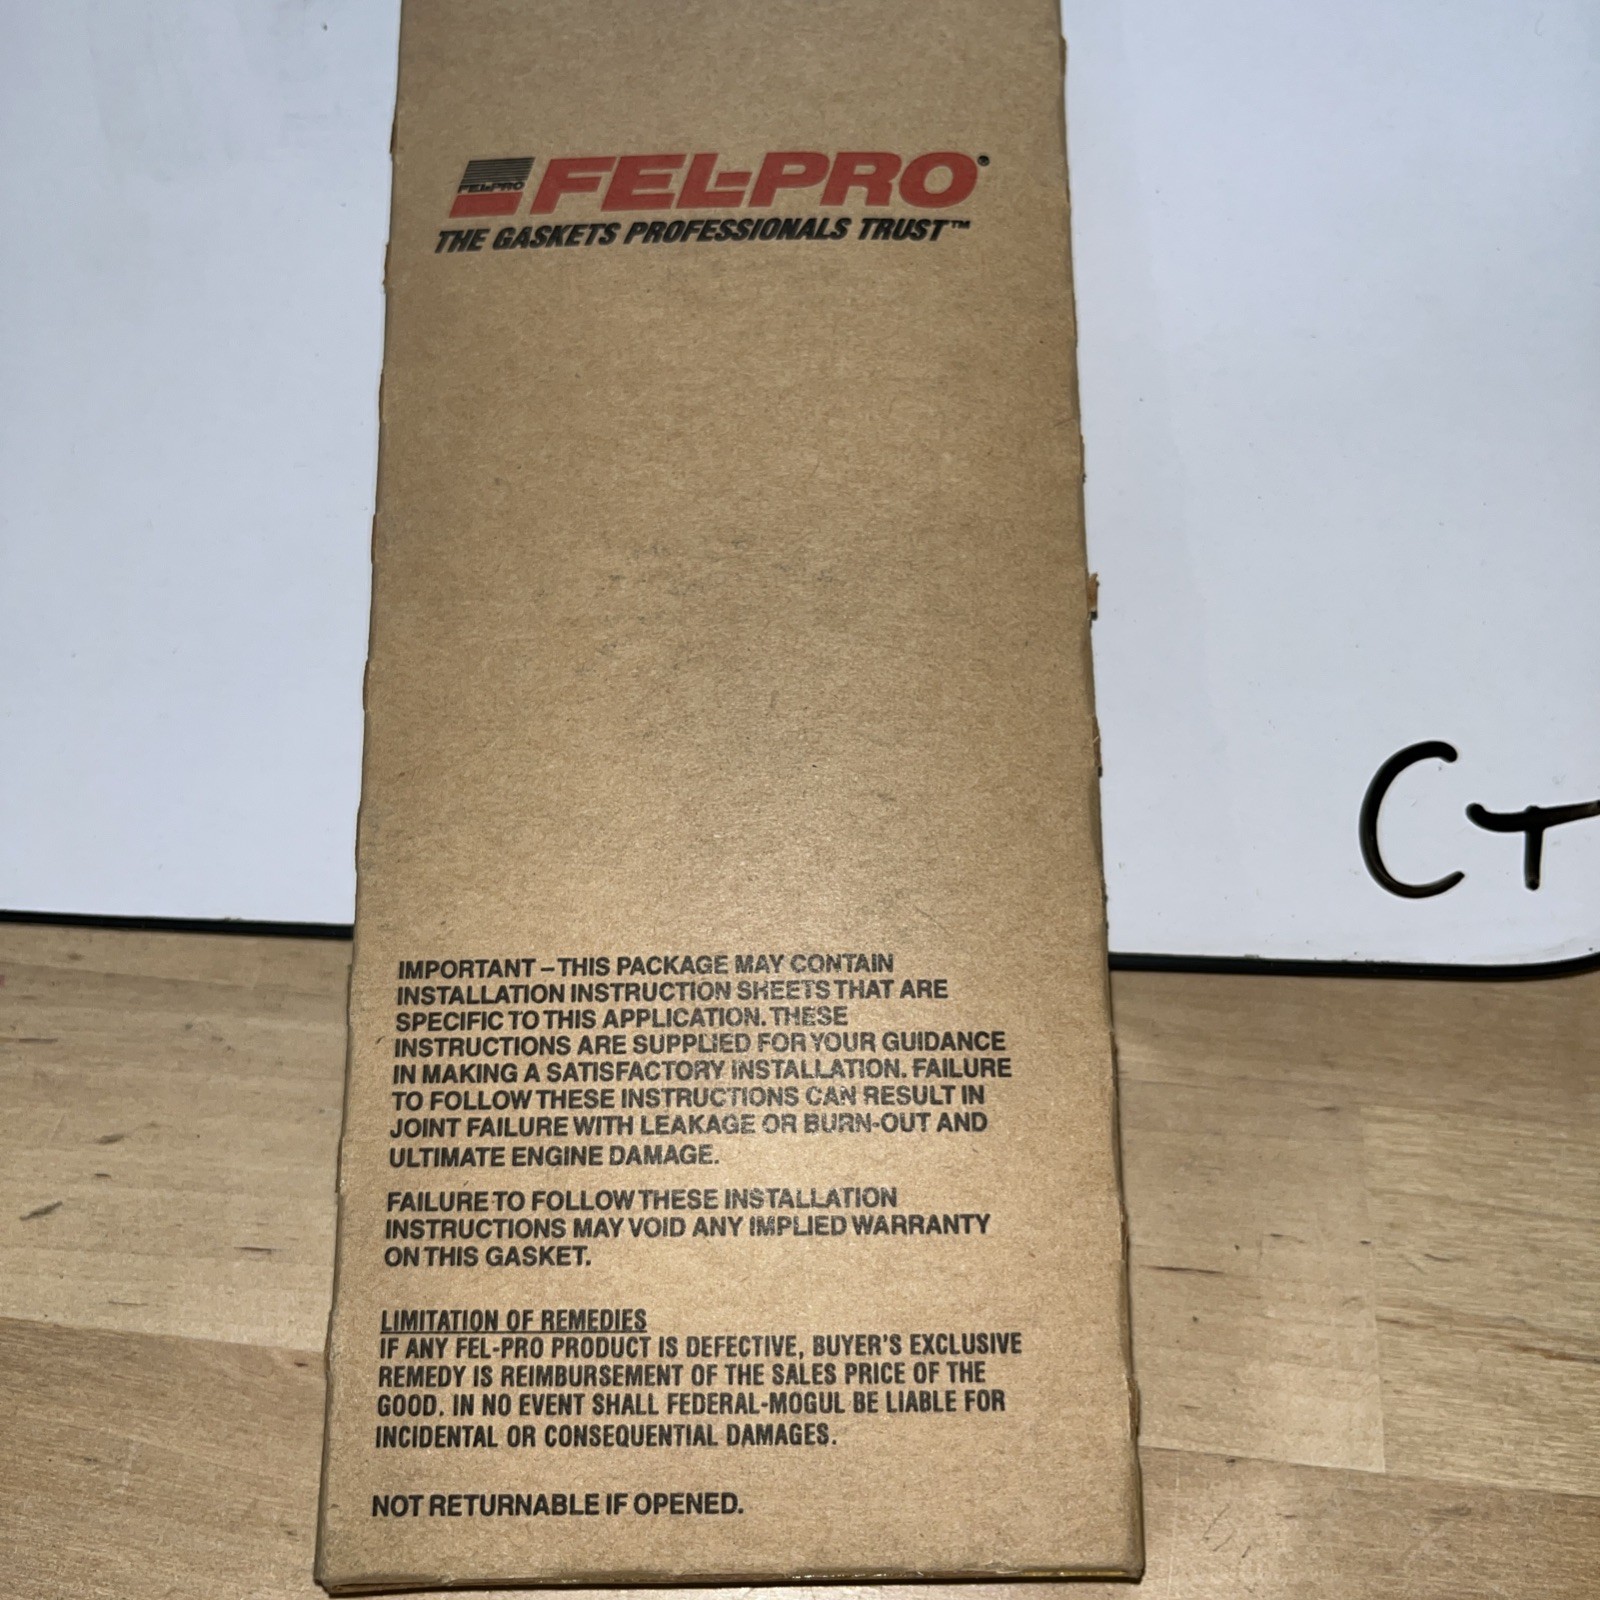 FEL-PRO
FEL-PRO®
THE GASKETS PROFESSIONALS TRUST™
IMPORTANT – THIS PACKAGE MAY CONTAIN
INSTALLATION INSTRUCTION SHEETS THAT ARE
SPECIFIC TO THIS APPLICATION. THESE
INSTRUCTIONS ARE SUPPLIED FOR YOUR GUIDANCE
IN MAKING A SATISFACTORY INSTALLATION. FAILURE
TO FOLLOW THESE INSTRUCTIONS CAN RESULT IN
JOINT FAILURE WITH LEAKAGE OR BURN-OUT AND
ULTIMATE ENGINE DAMAGE.
FAILURE TO FOLLOW THESE INSTALLATION
INSTRUCTIONS MAY VOID ANY IMPLIED WARRANTY
ON THIS GASKET.
LIMITATION OF REMEDIES
IF ANY FEL-PRO PRODUCT IS DEFECTIVE, BUYER'S EXCLUSIVE
REMEDY IS REIMBURSEMENT OF THE SALES PRICE OF THE
GOOD. IN NO EVENT SHALL FEDERAL-MOGUL BE LIABLE FOR
INCIDENTAL OR CONSEQUENTIAL DAMAGES.
NOT RETURNABLE IF OPENED.